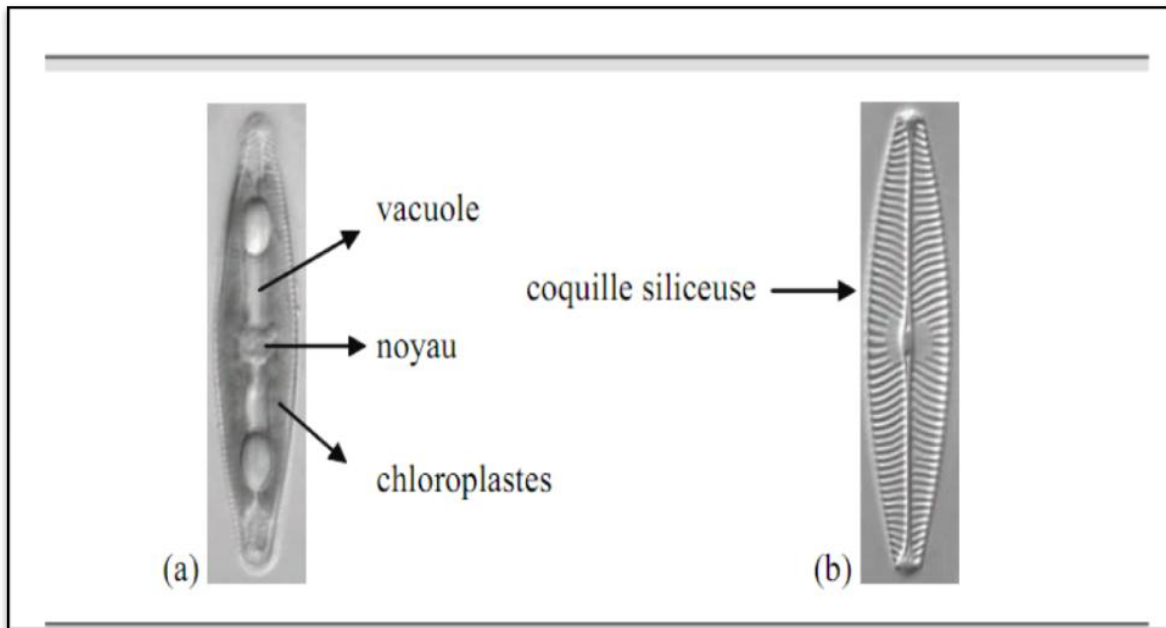 vacuole
coquille siliceuse
noyau
chloroplastes
(a)
(b)